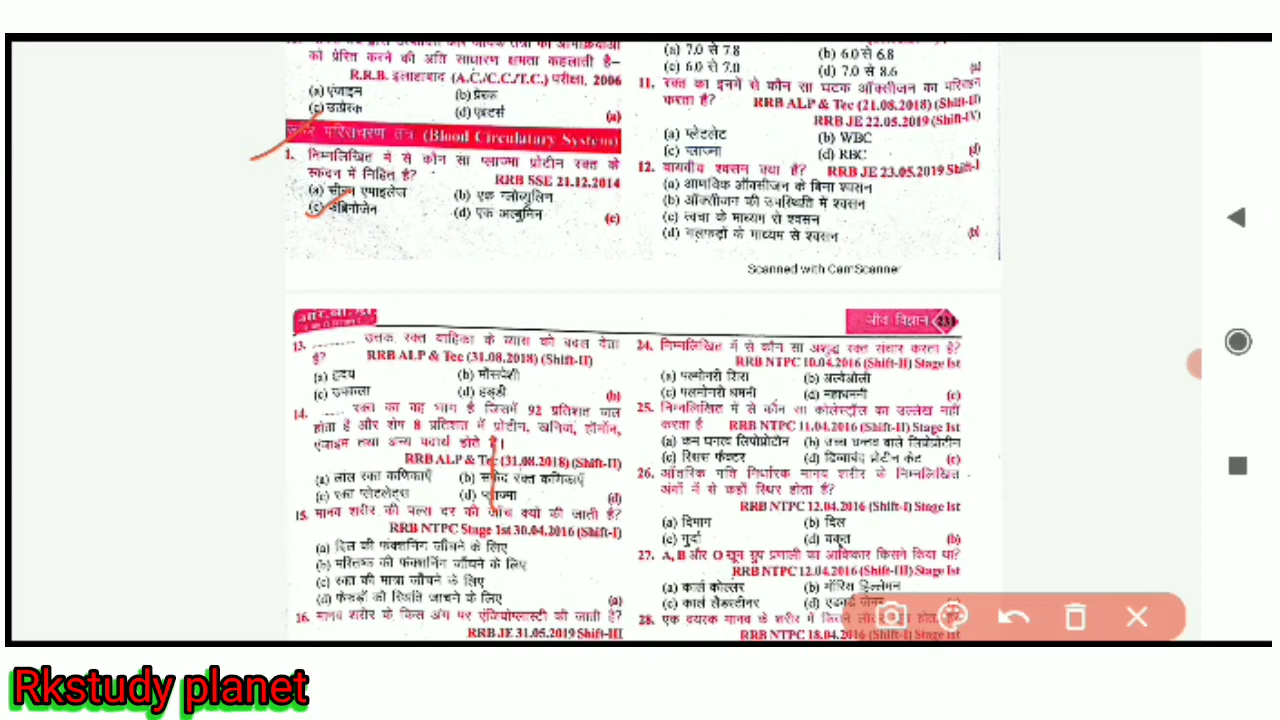 को प्रेरित करने की अति साधारण क्षमता कहलाती है–
R.R.B. इलाहाबाद (A.C./C.C./T.C.) परीक्षा, 2006
(a) एंजाइम (b) प्रेरक
(c) उत्प्रेरक (d) एस्टर्स (a)
परिसंचरण तंत्र (Blood Circulatary System)
1. निम्नलिखित में से कौन सा प्लाज्मा प्रोटीन रक्त के
स्कंदन में निहित है? RRB SSE 21.12.2014
(a) सीरम एमाइलेज (b) एक ग्लोब्युलिन
(c) फाइब्रिनोजेन (d) एक अल्बुमिन (c)
(a) 7.0 से 7.8 (b) 6.0 से 6.8
(c) 6.0 से 7.0 (d) 7.0 से 8.6 (a)
11. रक्त का इनमें से कौन सा घटक ऑक्सीजन का परिवहन
करता है? RRB ALP & Tec (21.08.2018) (Shift-II)
RRB JE 22.05.2019 (Shift-IV)
(a) प्लेटलेट (b) WBC
(c) प्लाज्मा (d) RBC (d)
12. वायवीय श्वसन क्या है? RRB JE 23.05.2019 Shift-I
(a) आणविक ऑक्सीजन के बिना श्वसन
(b) ऑक्सीजन की उपस्थिति में श्वसन
(c) त्वचा के माध्यम से श्वसन
(d) गलफड़ों के माध्यम से श्वसन (b)
Scanned with CamScanner
जीव विज्ञान 231
13. .......... उत्तक रक्त वाहिका के व्यास को बदल देता
है? RRB ALP & Tec (31.08.2018) (Shift-II)
(a) हृदय (b) माँसपेशी
(c) उपकला (d) हड्डी (b)
14. ..... रक्त का वह भाग है जिसमें 92 प्रतिशत जल
होता है और शेष 8 प्रतिशत में प्रोटीन, खनिज, हॉर्मोन,
एंजाइम तथा अन्य पदार्थ होते हैं।
RRB ALP & Tec (31.08.2018) (Shift-II)
(a) लाल रक्त कणिकाएँ (b) सफेद रक्त कणिकाएँ
(c) रक्त प्लेटलेट्स (d) प्लाज्मा (d)
15. मानव शरीर की पल्स दर की जाँच क्यों की जाती है?
RRB NTPC Stage 1st 30.04.2016 (Shift-I)
(a) दिल की फंक्शनिंग जाँचने के लिए
(b) मस्तिष्क की फंक्शनिंग जाँचने के लिए
(c) रक्त की मात्रा जाँचने के लिए
(d) फेफड़ों की स्थिति जाचने के लिए (a)
16. मानव शरीर के किस अंग पर एंजियोप्लास्टी की जाती है?
RRB JE 31.05.2019 Shift-III
24. निम्नलिखित में से कौन सा अशुद्ध रक्त संचार करता है?
RRB NTPC 10.04.2016 (Shift-II) Stage Ist
(a) पल्मोनरी शिरा (b) अल्वेओली
(c) पलमोनरी धमनी (d) महाधमनी (c)
25. निम्नलिखित में से कौन सा कोलेस्ट्रॉल का उल्लेख नहीं
करता है RRB NTPC 11.04.2016 (Shift-II) Stage Ist
(a) कम घनत्व लिपोप्रोटीन (b) उच्च घनत्व वाले लिपोप्रोटीन
(c) रिसस फैक्टर (c)
26. आंतरिक गति निर्धारक मानव शरीर के निम्नलिखित
अंगों में से कहाँ स्थिर होता है?
RRB NTPC 12.04.2016 (Shift-I) Stage Ist
(a) दिमाग (b) दिल
(c) गुर्दा (d) यकृत (b)
27. A, B और O खून ग्रुप प्रणाली का आविष्कार किसने किया था?
RRB NTPC 12.04.2016 (Shift-III) Stage Ist
(a) कार्ल कोल्लर (b) मॉरिस हिल्लेमन
(c) कार्ल लैंडस्टीनर (d) एडवर्ड जेनर
28. एक वयस्क मानव के शरीर में कितने लीटर होता है?
RRB NTPC 18.04.2016 (Shift-I) Stage Ist
Rkstudy planet